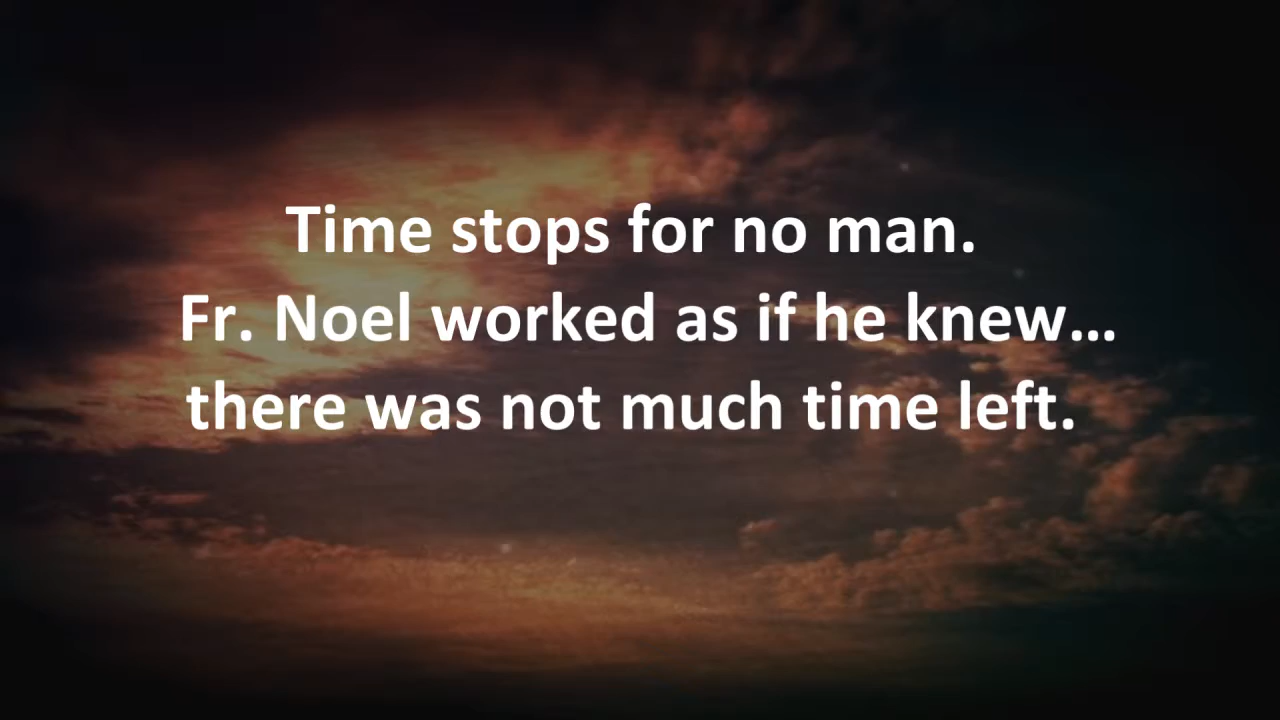 Time stops for no man.
Fr. Noel worked as if he knew…
there was not much time left.